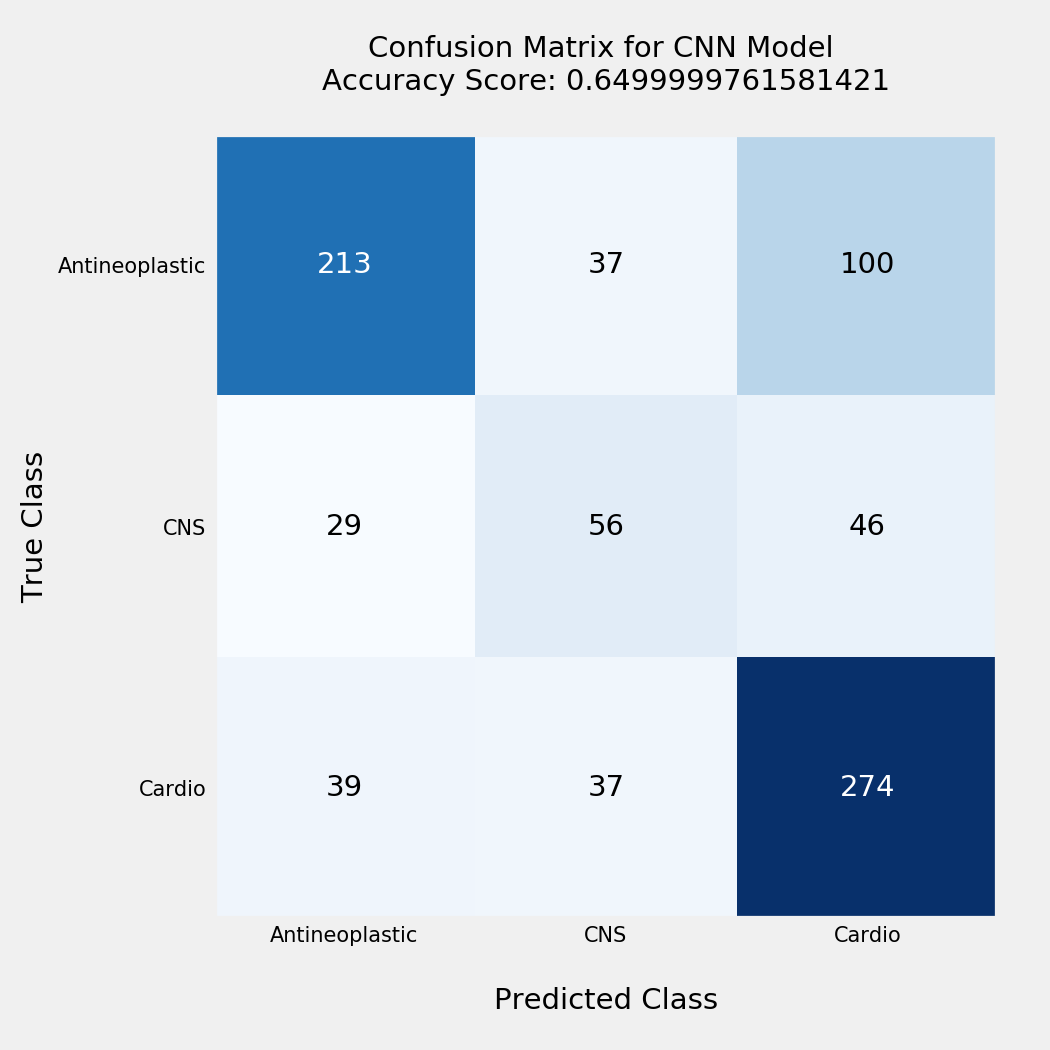 Confusion Matrix for CNN Model
Accuracy Score: 0.6499999761581421
True Class
Antineoplastic 213 37 100
CNS 29 56 46
Cardio 39 37 274
Antineoplastic CNS Cardio
Predicted Class